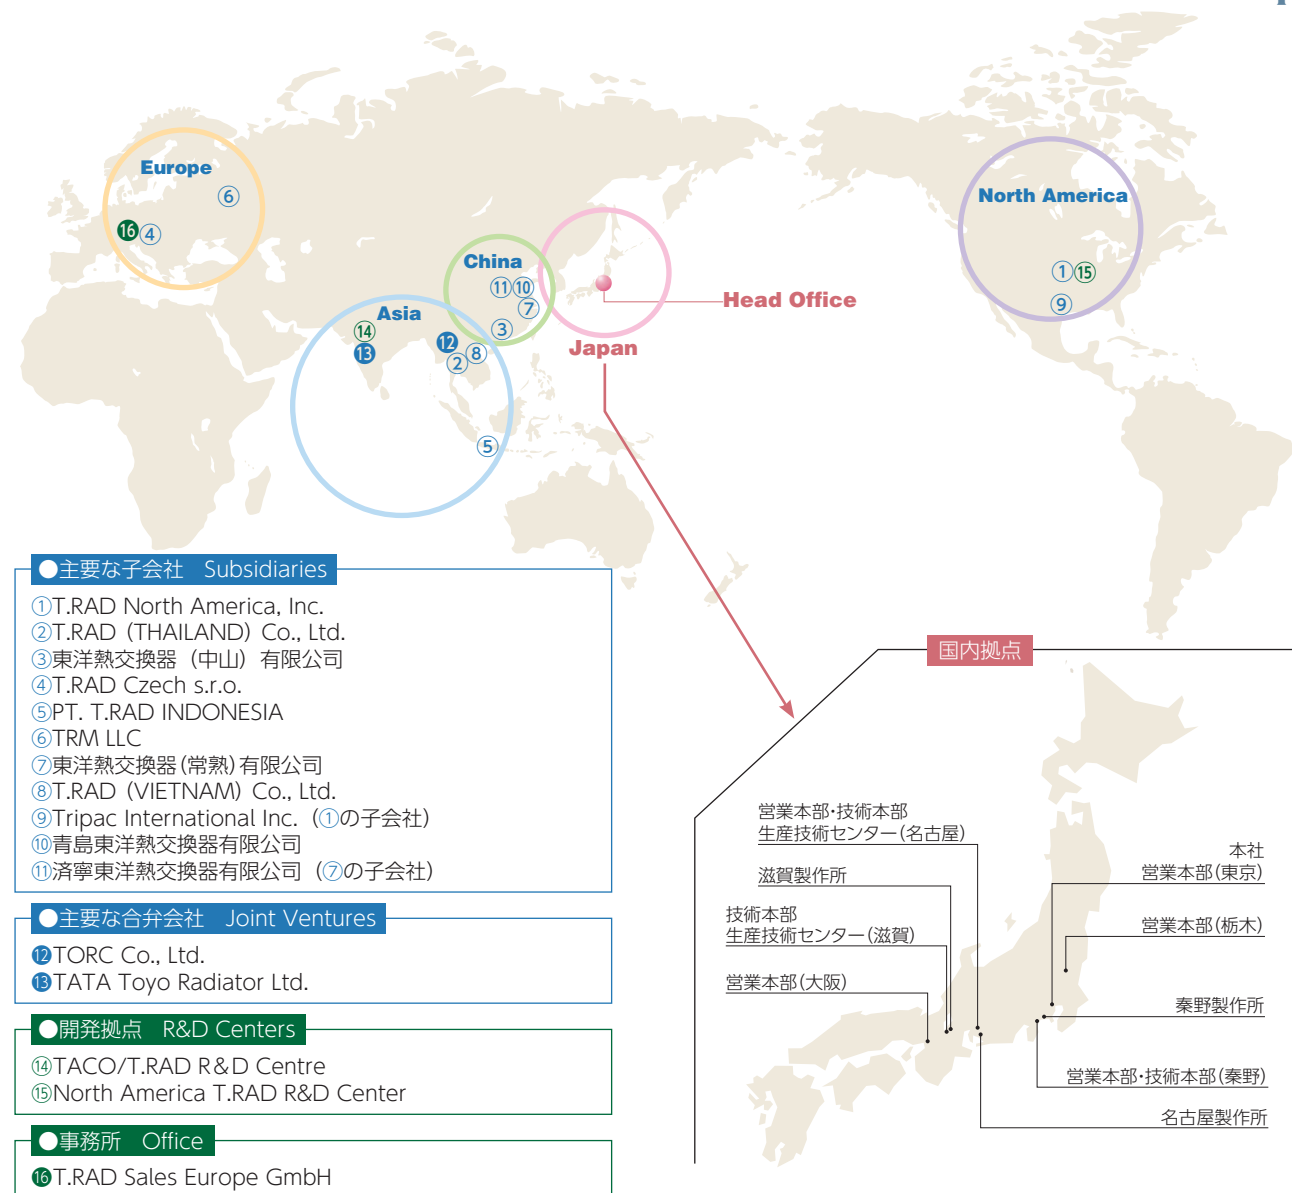 Europe
⑥
⓰④
China
⑪⑩
⑦
③
Asia
⑭
⓭
⓬
②⑧
⑤
Head Office
Japan
North America
①⑮
⑨
●主要な子会社 Subsidiaries
①T.RAD North America, Inc.
②T.RAD (THAILAND) Co., Ltd.
③東洋熱交換器（中山）有限公司
④T.RAD Czech s.r.o.
⑤PT. T.RAD INDONESIA
⑥TRM LLC
⑦東洋熱交換器(常熟)有限公司
⑧T.RAD (VIETNAM) Co., Ltd.
⑨Tripac International Inc.（①の子会社）
⑩青島東洋熱交換器有限公司
⑪済寧東洋熱交換器有限公司（⑦の子会社）
●主要な合弁会社 Joint Ventures
⓬TORC Co., Ltd.
⓭TATA Toyo Radiator Ltd.
●開発拠点 R&D Centers
⑭TACO/T.RAD R&D Centre
⑮North America T.RAD R&D Center
●事務所 Office
⓰T.RAD Sales Europe GmbH
国内拠点
営業本部・技術本部
生産技術センター(名古屋)
滋賀製作所
技術本部
生産技術センター(滋賀)
営業本部(大阪)
本社
営業本部(東京)
営業本部(栃木)
秦野製作所
営業本部・技術本部(秦野)
名古屋製作所